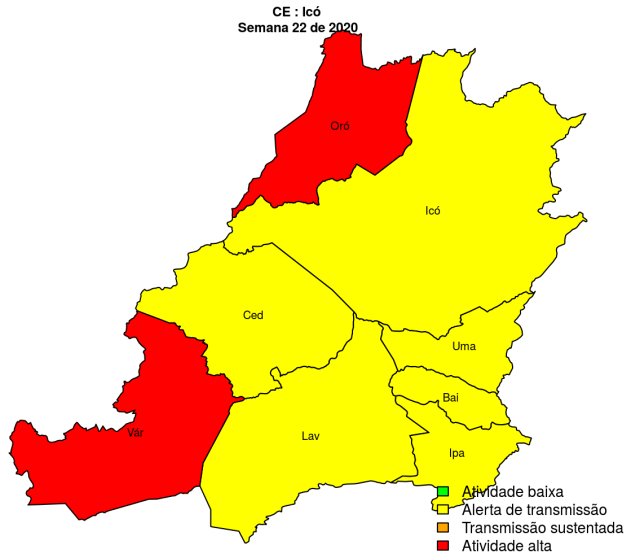 CE : Icó
Semana 22 de 2020
Oró
Icó
Ced
Uma
Bai
Vár
Lav
Ipa
Atividade baixa
Alerta de transmissão
Transmissão sustentada
Atividade alta